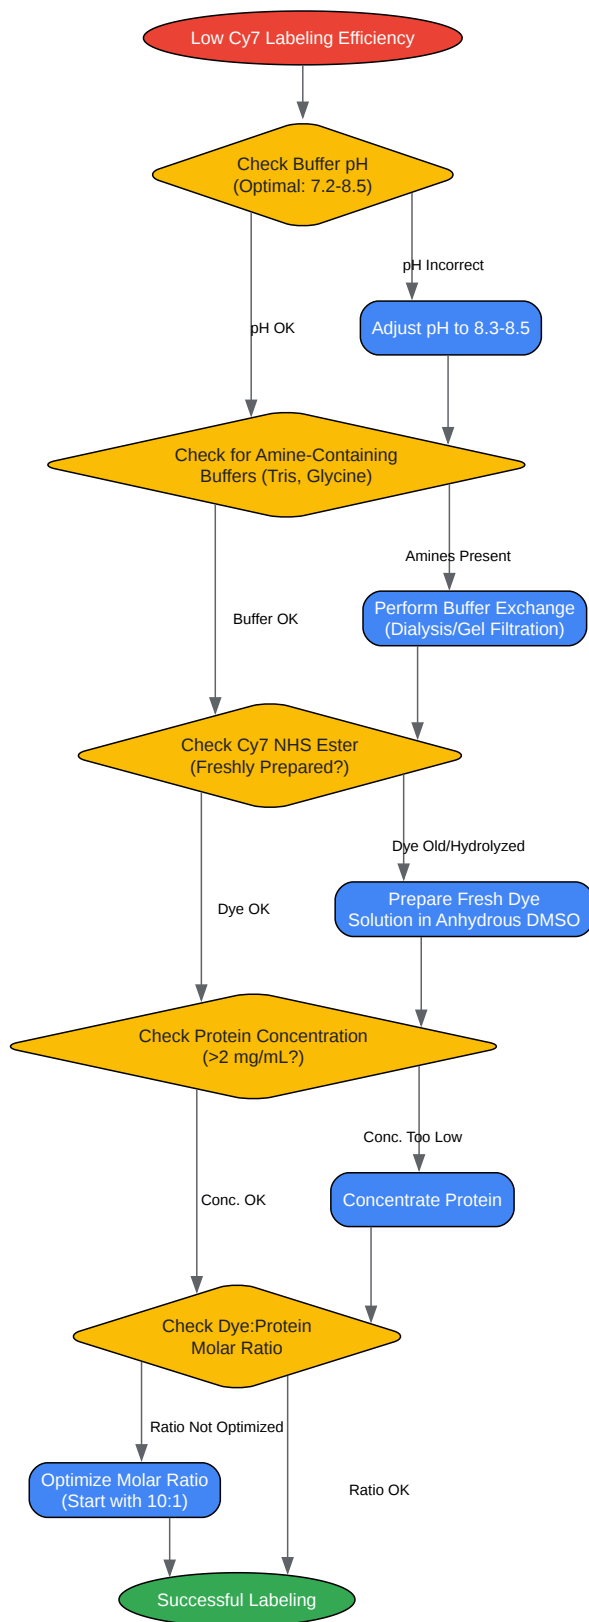 Low Cy7 Labeling Efficiency
Check Buffer pH
(Optimal: 7.2-8.5)
pH Incorrect
pH OK
Adjust pH to 8.3-8.5
Check for Amine-Containing
Buffers (Tris, Glycine)
Amines Present
Buffer OK
Perform Buffer Exchange
(Dialysis/Gel Filtration)
Check Cy7 NHS Ester
(Freshly Prepared?)
Dye Old/Hydrolyzed
Dye OK
Prepare Fresh Dye
Solution in Anhydrous DMSO
Check Protein Concentration
(>2 mg/mL?)
Conc. Too Low
Conc. OK
Concentrate Protein
Check Dye:Protein
Molar Ratio
Ratio Not Optimized
Optimize Molar Ratio
(Start with 10:1)
Ratio OK
Successful Labeling